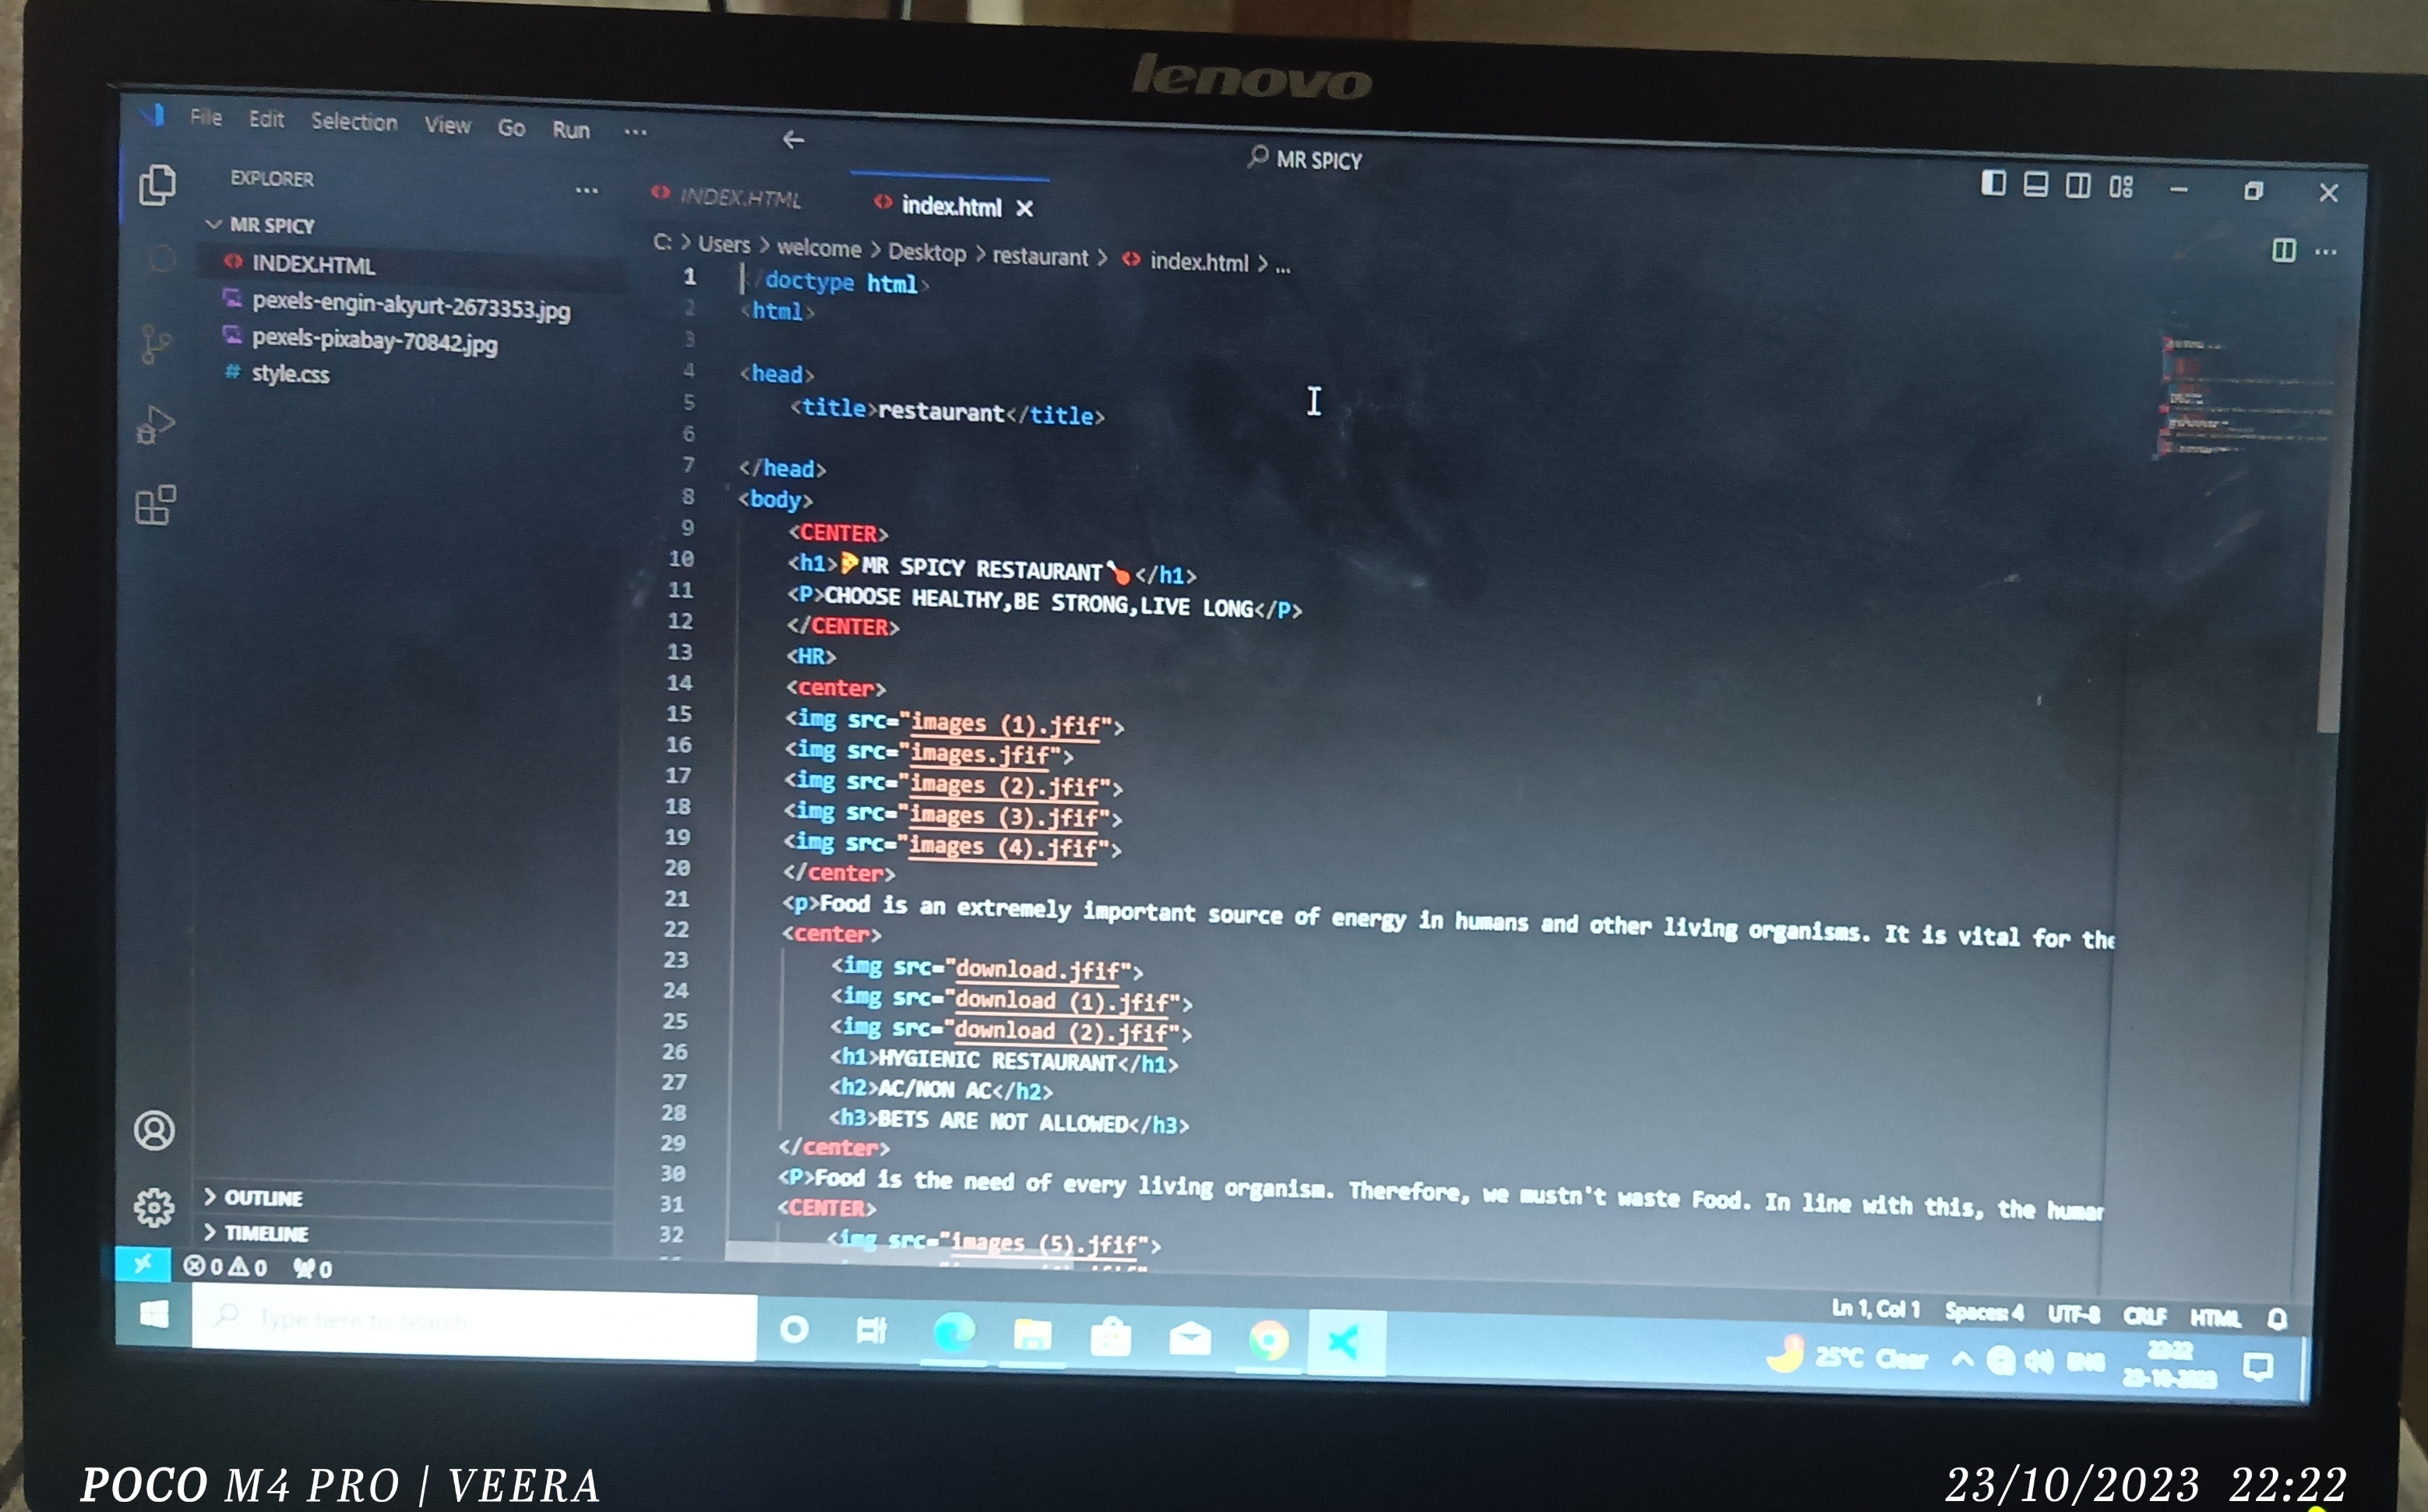 lenovo
File Edit Selection View Go Run ...
MR SPICY
EXPLORER ...
MR SPICY
INDEX.HTML
pexels-engin-akyurt-2673353.jpg
pexels-pixabay-70842.jpg
# style.css
OUTLINE
TIMELINE
INDEX.HTML
index.html
C: > Users > welcome > Desktop > restaurant > index.html > ...
1 doctype html>
2 <html>
3
4 <head>
5 <title>restaurant</title>
6
7 </head>
8 <body>
9 <CENTER>
10 <h1>🍕MR SPICY RESTAURANT🍗</h1>
11 <P>CHOOSE HEALTHY,BE STRONG,LIVE LONG</P>
12 </CENTER>
13 <HR>
14 <center>
15 <img src="images (1).jfif">
16 <img src="images.jfif">
17 <img src="images (2).jfif">
18 <img src="images (3).jfif">
19 <img src="images (4).jfif">
20 </center>
21 <p>Food is an extremely important source of energy in humans and other living organisms. It is vital for the
22 <center>
23 <img src="download.jfif">
24 <img src="download (1).jfif">
25 <img src="download (2).jfif">
26 <h1>HYGIENIC RESTAURANT</h1>
27 <h2>AC/NON AC</h2>
28 <h3>BETS ARE NOT ALLOWED</h3>
29 </center>
30 <P>Food is the need of every living organism. Therefore, we mustn't waste Food. In line with this, the human
31 <CENTER>
32 <img src="images (5).jfif">
0 0 0
Ln 1, Col 1 Spaces: 4 UTF-8 CRLF HTML
Type here to search
25°C Clear ENG
22:22
23-10-2023
POCO M4 PRO | VEERA
23/10/2023 22:22